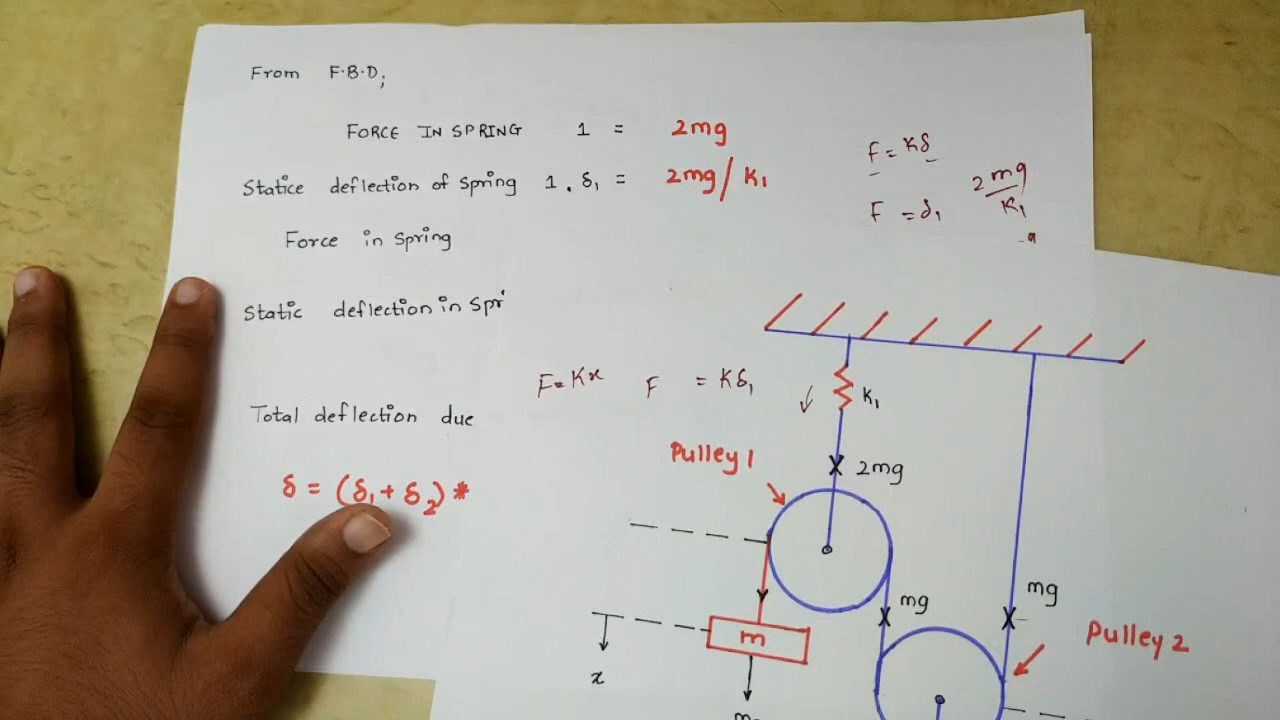 From F.B.D;
FORCE IN SPRING 1 = 2mg
Statice deflection of spring 1. δ₁ = 2mg/K₁
Force in spring
Static deflection in spr
Total deflection due
δ = (δ₁ + δ₂) *
F = Kδ
F = δ₁
2mg/K₁
F = Kx F = Kδ₁
K₁
Pulley 1
2mg
mg
mg
m
Pulley 2
x